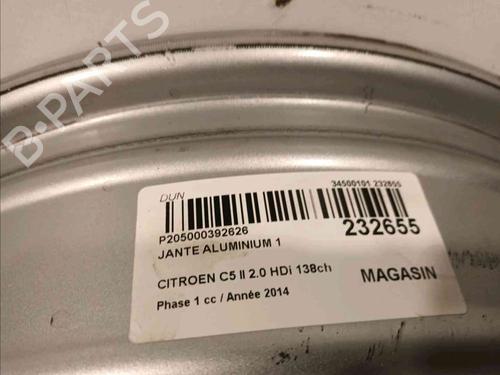 B-PARTS
DUN
34500101 232655
P205000392626
232655
JANTE ALUMINIUM 1
CITROEN C5 II 2.0 HDi 138ch
MAGASIN
Phase 1 cc / Année 2014